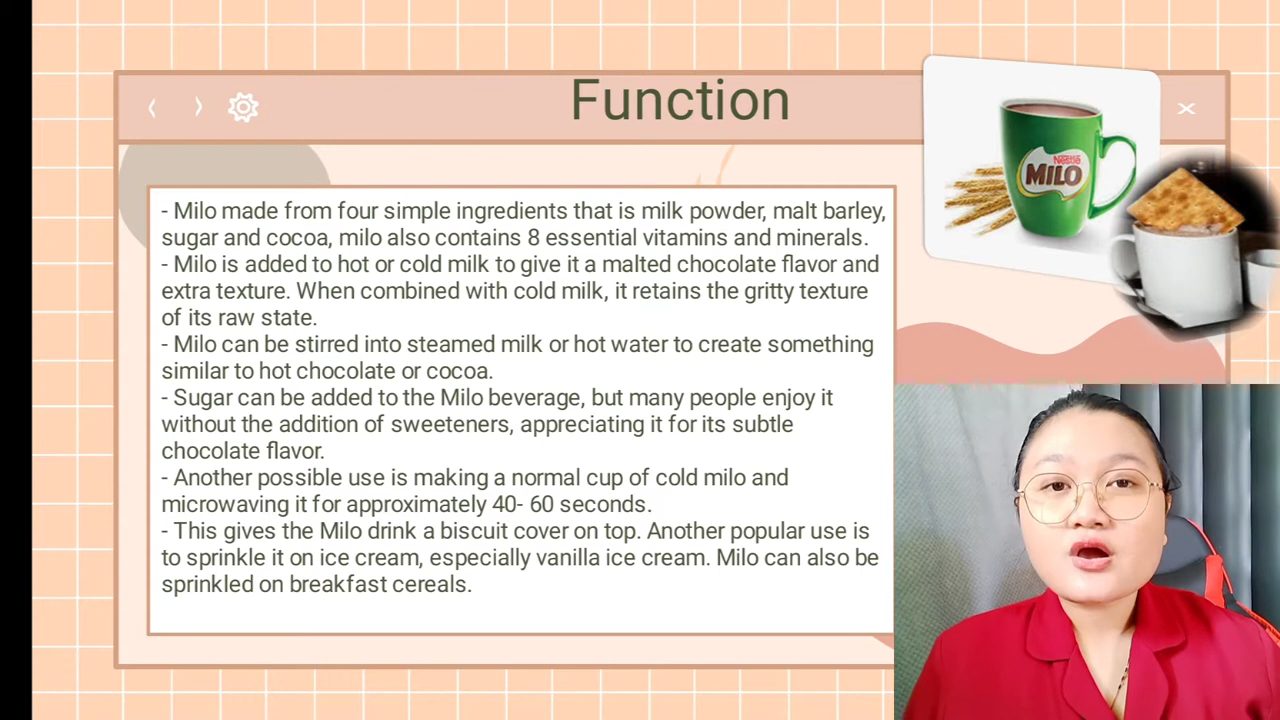 Function
- Milo made from four simple ingredients that is milk powder, malt barley,
sugar and cocoa, milo also contains 8 essential vitamins and minerals.
- Milo is added to hot or cold milk to give it a malted chocolate flavor and
extra texture. When combined with cold milk, it retains the gritty texture
of its raw state.
- Milo can be stirred into steamed milk or hot water to create something
similar to hot chocolate or cocoa.
- Sugar can be added to the Milo beverage, but many people enjoy it
without the addition of sweeteners, appreciating it for its subtle
chocolate flavor.
- Another possible use is making a normal cup of cold milo and
microwaving it for approximately 40- 60 seconds.
- This gives the Milo drink a biscuit cover on top. Another popular use is
to sprinkle it on ice cream, especially vanilla ice cream. Milo can also be
sprinkled on breakfast cereals.
Nestlé
MILO